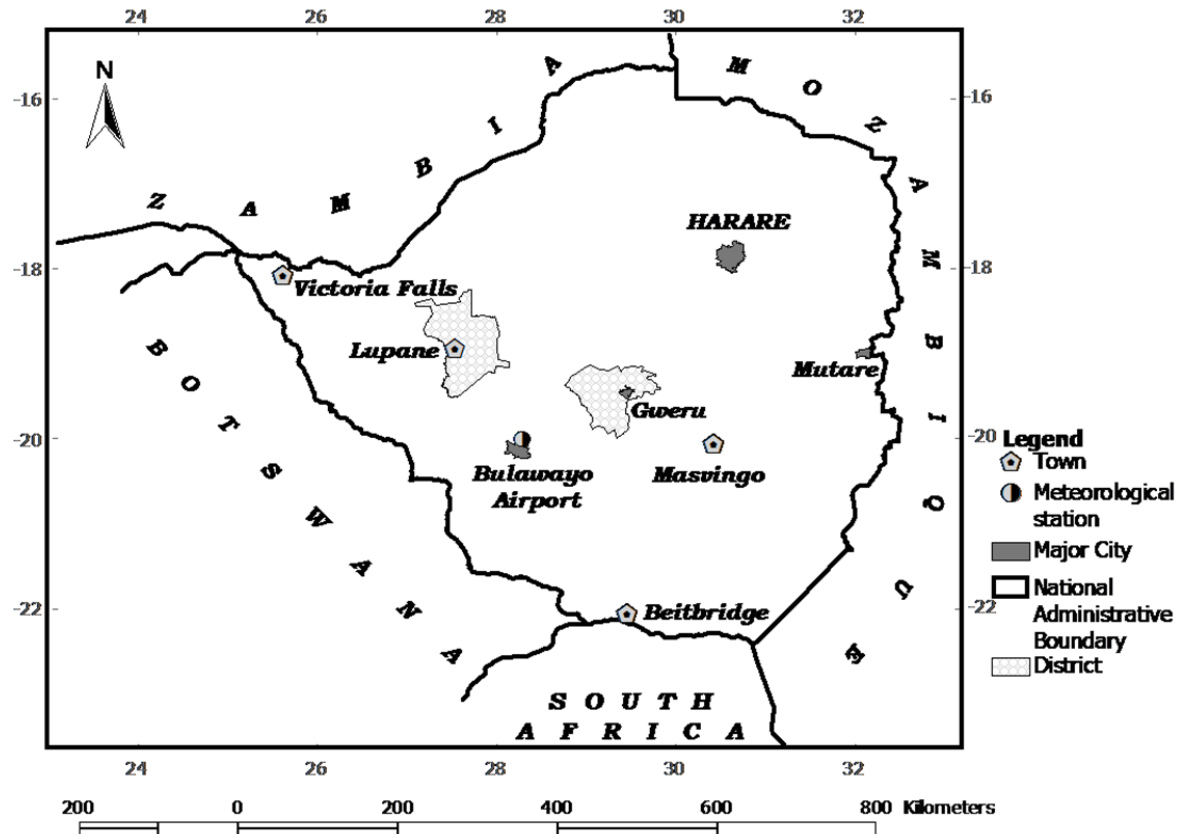 24 26 28 30 32
N
-16 -16
Z A M B I A
M O Z A M B I Q U E
HARARE
-18 -18
Victoria Falls
Lupane
Mutare
Gweru
B O T S W A N A
-20 -20
Bulawayo
Airport
Masvingo
-22 -22
Beitbridge
S O U T H
A F R I C A
Legend
Town
Meteorological
station
Major City
National
Administrative
Boundary
District
24 26 28 30 32
200 0 200 400 600 800 Kilometers